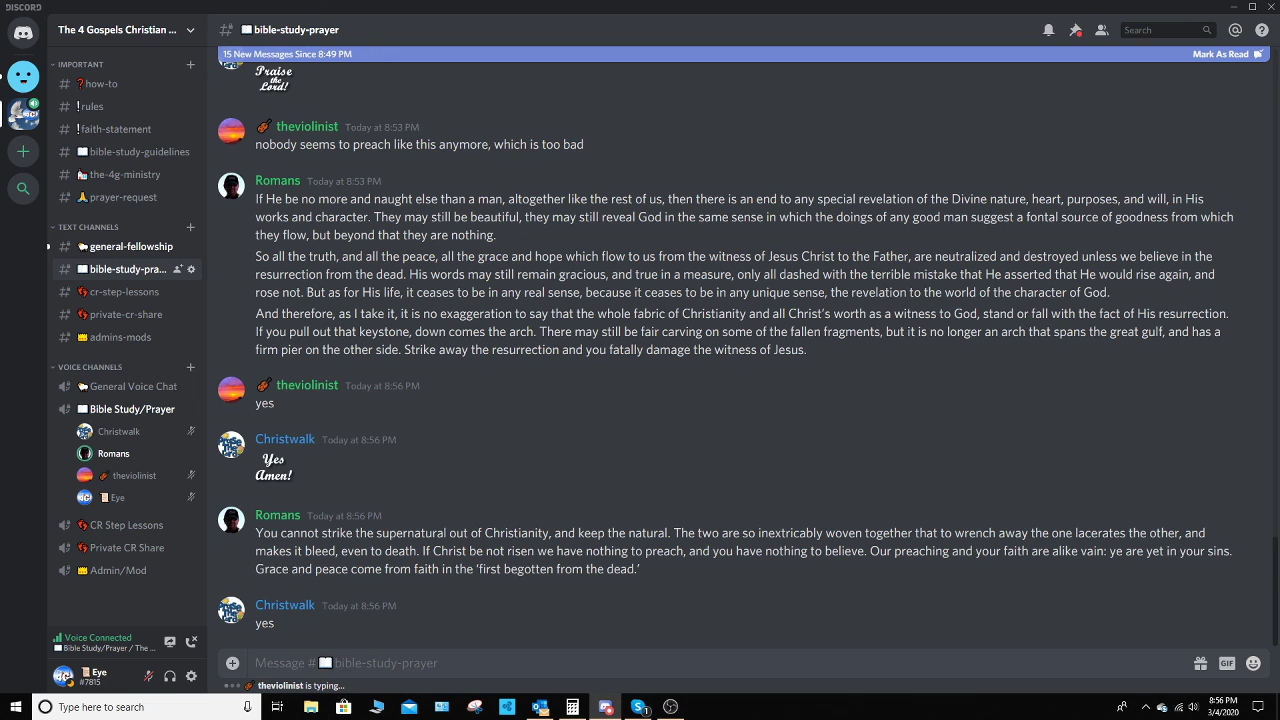 DISCORD
The 4 Gospels Christian ...
IMPORTANT
how-to
rules
faith-statement
bible-study-guidelines
the-4g-ministry
prayer-request
TEXT CHANNELS
general-fellowship
bible-study-pra...
cr-step-lessons
private-cr-share
admins-mods
VOICE CHANNELS
General Voice Chat
Bible Study/Prayer
Christwalk
Romans
theviolinist
Eye
CR Step Lessons
Private CR Share
Admin/Mod
Voice Connected
Bible Study/Prayer / The ...
Eye
#7815
bible-study-prayer
Search
15 New Messages Since 8:49 PM
Mark As Read
Praise
the
Lord!
theviolinist Today at 8:53 PM
nobody seems to preach like this anymore, which is too bad
Romans Today at 8:53 PM
If He be no more and naught else than a man, altogether like the rest of us, then there is an end to any special revelation of the Divine nature, heart, purposes, and will, in His
works and character. They may still be beautiful, they may still reveal God in the same sense in which the doings of any good man suggest a fontal source of goodness from which
they flow, but beyond that they are nothing.
So all the truth, and all the peace, all the grace and hope which flow to us from the witness of Jesus Christ to the Father, are neutralized and destroyed unless we believe in the
resurrection from the dead. His words may still remain gracious, and true in a measure, only all dashed with the terrible mistake that He asserted that He would rise again, and
rose not. But as for His life, it ceases to be in any real sense, because it ceases to be in any unique sense, the revelation to the world of the character of God.
And therefore, as I take it, it is no exaggeration to say that the whole fabric of Christianity and all Christ's worth as a witness to God, stand or fall with the fact of His resurrection.
If you pull out that keystone, down comes the arch. There may still be fair carving on some of the fallen fragments, but it is no longer an arch that spans the great gulf, and has a
firm pier on the other side. Strike away the resurrection and you fatally damage the witness of Jesus.
theviolinist Today at 8:56 PM
yes
Christwalk Today at 8:56 PM
Yes
Amen!
Romans Today at 8:56 PM
You cannot strike the supernatural out of Christianity, and keep the natural. The two are so inextricably woven together that to wrench away the one lacerates the other, and
makes it bleed, even to death. If Christ be not risen we have nothing to preach, and you have nothing to believe. Our preaching and your faith are alike vain: ye are yet in your sins.
Grace and peace come from faith in the 'first begotten from the dead.'
Christwalk Today at 8:56 PM
yes
Message # bible-study-prayer
GIF
theviolinist is typing...
Type here to search
8:56 PM
3/4/2020